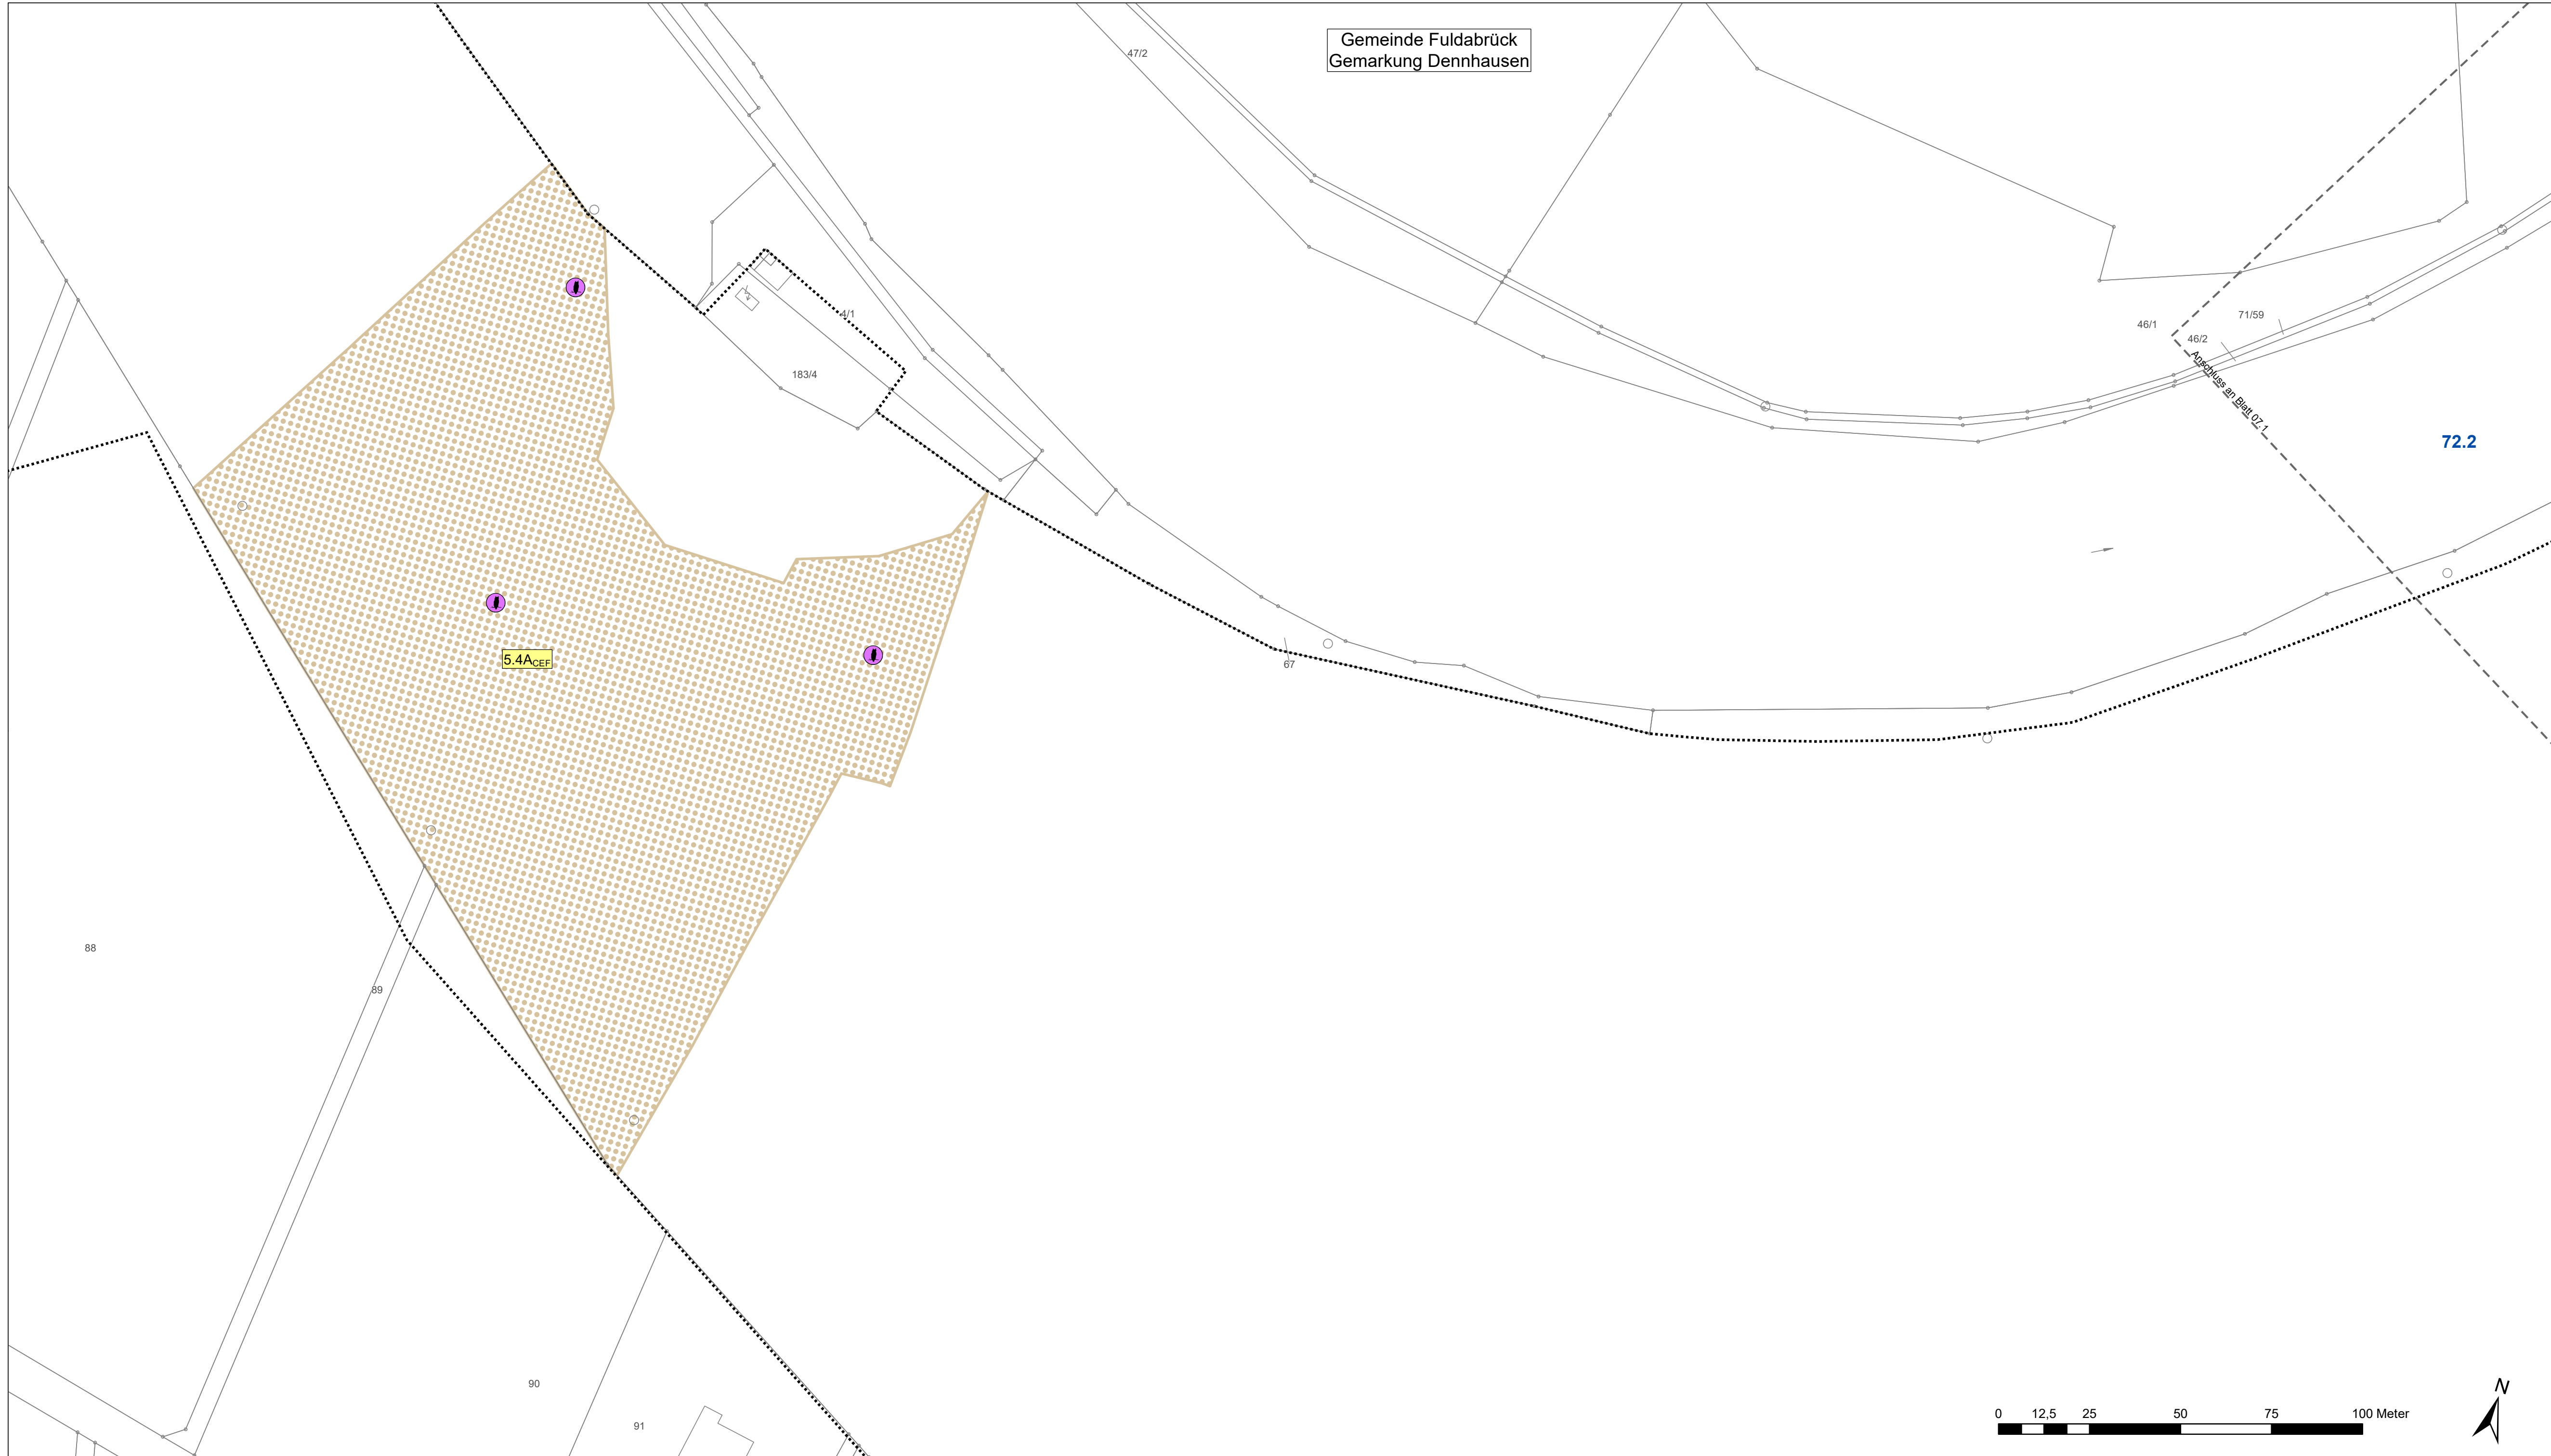 Gemeinde Fuldabrück
Gemarkung Dennhausen
47/2
4/1
183/4
46/1
71/59
46/2
Anschluss an Blatt 07.1
72.2
67
5.4ACEF
88
89
90
91
0 12,5 25 50 75 100 Meter
N